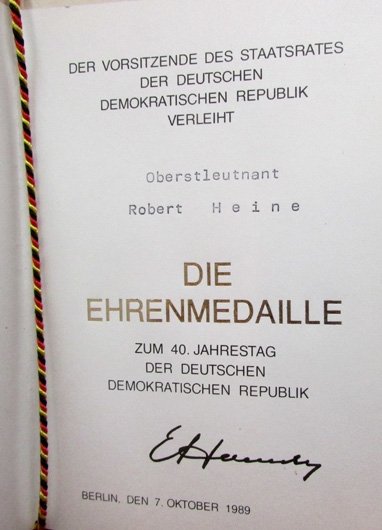 DER VORSITZENDE DES STAATSRATES
DER DEUTSCHEN
DEMOKRATISCHEN REPUBLIK
VERLEIHT
Oberstleutnant
Robert H e i n e
DIE
EHRENMEDAILLE
ZUM 40. JAHRESTAG
DER DEUTSCHEN
DEMOKRATISCHEN REPUBLIK
BERLIN, DEN 7. OKTOBER 1989